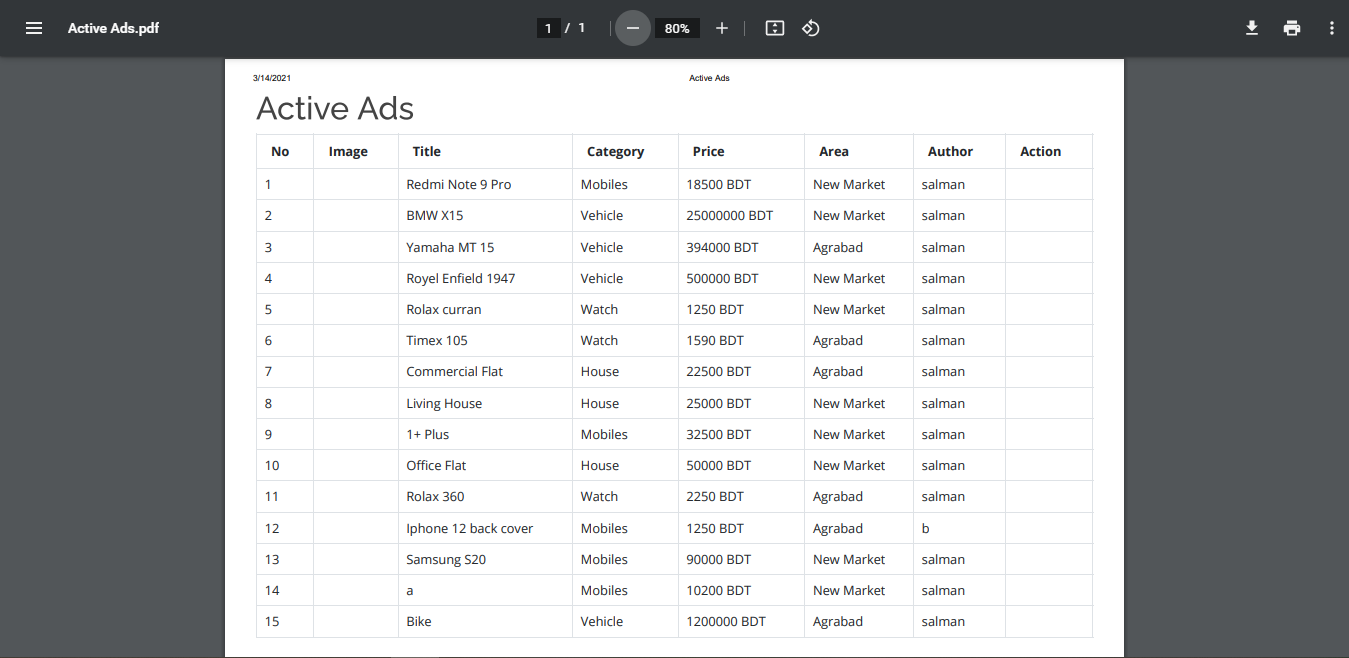 Active Ads.pdf 1 / 1 80%
3/14/2021 Active Ads
Active Ads
No Image Title Category Price Area Author Action
1 Redmi Note 9 Pro Mobiles 18500 BDT New Market salman
2 BMW X15 Vehicle 25000000 BDT New Market salman
3 Yamaha MT 15 Vehicle 394000 BDT Agrabad salman
4 Royel Enfield 1947 Vehicle 500000 BDT New Market salman
5 Rolax curran Watch 1250 BDT New Market salman
6 Timex 105 Watch 1590 BDT Agrabad salman
7 Commercial Flat House 22500 BDT Agrabad salman
8 Living House House 25000 BDT New Market salman
9 1+ Plus Mobiles 32500 BDT New Market salman
10 Office Flat House 50000 BDT New Market salman
11 Rolax 360 Watch 2250 BDT Agrabad salman
12 Iphone 12 back cover Mobiles 1250 BDT Agrabad b
13 Samsung S20 Mobiles 90000 BDT New Market salman
14 a Mobiles 10200 BDT New Market salman
15 Bike Vehicle 1200000 BDT Agrabad salman